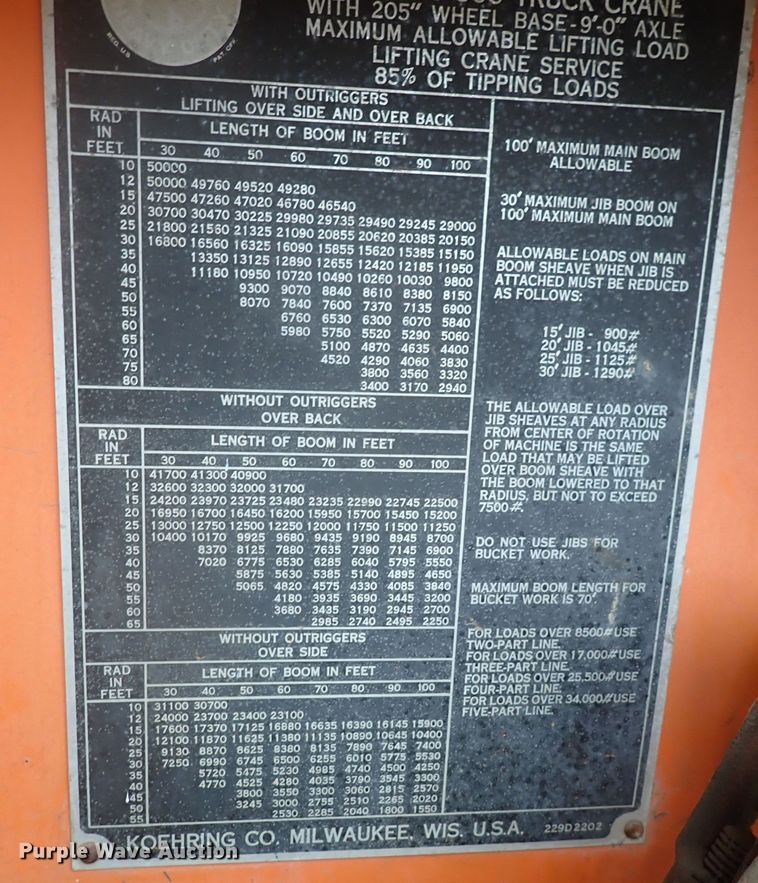 REG. U.S.
PAT. OFF.
TRUCK CRANE
WITH 205" WHEEL BASE-9'-0" AXLE
MAXIMUM ALLOWABLE LIFTING LOAD
LIFTING CRANE SERVICE
85% OF TIPPING LOADS
WITH OUTRIGGERS
LIFTING OVER SIDE AND OVER BACK
RAD IN FEET
LENGTH OF BOOM IN FEET
30 40 50 60 70 80 90 100
10 50000
12 50000 49760 49520 49280
15 47500 47260 47020 46780 46540
20 30700 30470 30225 29980 29735 29490 29245 29000
25 21800 21560 21325 21090 20855 20620 20385 20150
30 16800 16560 16325 16090 15855 15620 15385 15150
35 13350 13125 12890 12655 12420 12185 11950
40 11180 10950 10720 10490 10260 10030 9800
45 9300 9070 8840 8610 8380 8150
50 8070 7840 7600 7370 7135 6900
55 6760 6530 6300 6070 5840
60 5980 5750 5520 5290 5060
65 5100 4870 4635 4400
70 4520 4290 4060 3830
75 3800 3560 3320
80 3400 3170 2940
WITHOUT OUTRIGGERS
OVER BACK
RAD IN FEET
LENGTH OF BOOM IN FEET
30 40 50 60 70 80 90 100
10 41700 41300 40900
12 32600 32300 32000 31700
15 24200 23970 23725 23480 23235 22990 22745 22500
20 16950 16700 16450 16200 15950 15700 15450 15200
25 13000 12750 12500 12250 12000 11750 11500 11250
30 10400 10170 9925 9680 9435 9190 8945 8700
35 8370 8125 7880 7635 7390 7145 6900
40 7020 6775 6530 6285 6040 5795 5550
45 5875 5630 5385 5140 4895 4650
50 5065 4820 4575 4330 4085 3840
55 4180 3935 3690 3445 3200
60 3680 3435 3190 2945 2700
65 2985 2740 2495 2250
WITHOUT OUTRIGGERS
OVER SIDE
RAD IN FEET
LENGTH OF BOOM IN FEET
30 40 50 60 70 80 90 100
10 31100 30700
12 24000 23700 23400 23100
15 17600 17370 17125 16880 16635 16390 16145 15900
20 12100 11870 11625 11380 11135 10890 10645 10400
25 9130 8870 8625 8380 8135 7890 7645 7400
30 7250 6990 6745 6500 6255 6010 5775 5530
35 5720 5475 5230 4985 4740 4500 4250
40 4770 4525 4280 4035 3790 3545 3300
45 3800 3550 3300 3060 2815 2570
50 3245 3000 2755 2510 2265 2020
55 2530 2285 2040 1800 1550
100' MAXIMUM MAIN BOOM
ALLOWABLE
30' MAXIMUM JIB BOOM ON
100' MAXIMUM MAIN BOOM
ALLOWABLE LOADS ON MAIN
BOOM SHEAVE WHEN JIB IS
ATTACHED MUST BE REDUCED
AS FOLLOWS:
15' JIB - 900#
20' JIB - 1045#
25' JIB - 1125#
30' JIB - 1290#
THE ALLOWABLE LOAD OVER
JIB SHEAVES AT ANY RADIUS
FROM CENTER OF ROTATION
OF MACHINE IS THE SAME
LOAD THAT MAY BE LIFTED
OVER BOOM SHEAVE WITH
THE BOOM LOWERED TO THAT
RADIUS, BUT NOT TO EXCEED
7500#.
DO NOT USE JIBS FOR
BUCKET WORK.
MAXIMUM BOOM LENGTH FOR
BUCKET WORK IS 70'.
FOR LOADS OVER 8500# USE
TWO-PART LINE.
FOR LOADS OVER 17,000# USE
THREE-PART LINE.
FOR LOADS OVER 25,500# USE
FOUR-PART LINE.
FOR LOADS OVER 34,000# USE
FIVE-PART LINE.
KOEHRING CO. MILWAUKEE, WIS. U.S.A. 229D2202
Purple Wave Auction